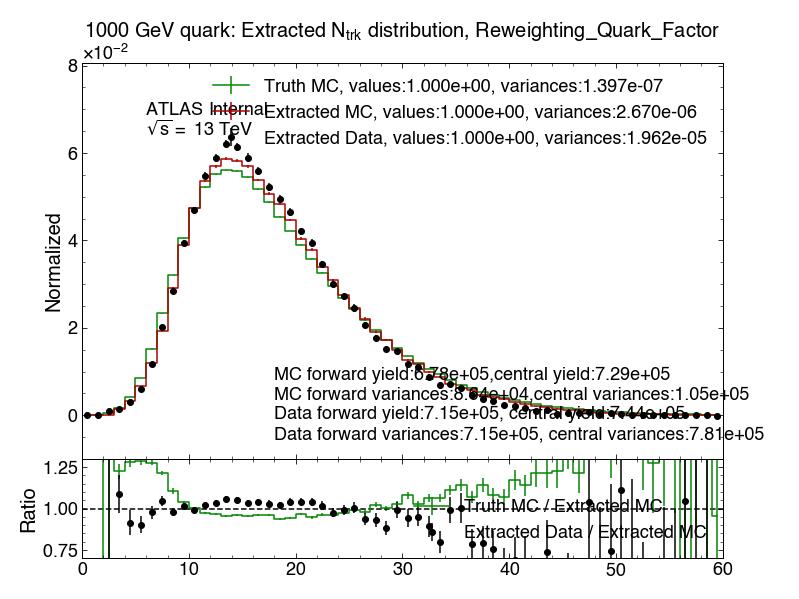 1000 GeV quark: Extracted N_trk distribution, Reweighting_Quark_Factor
×10⁻²
8
Truth MC, values:1.000e+00, variances:1.397e-07
ATLAS Internal
Extracted MC, values:1.000e+00, variances:2.670e-06
√s = 13 TeV
Extracted Data, values:1.000e+00, variances:1.962e-05
6
Normalized
4
2
MC forward yield:6.78e+05,central yield:7.29e+05
MC forward variances: central variances:1.05e+05
0
Data forward yield:7.15e+05, central
Data forward variances:7.15e+05, central variances:7.81e+05
1.25
Ratio
1.00
Truth MC / Extracted MC
Extracted Data / Extracted MC
0.75
0 10 20 30 40 50 60